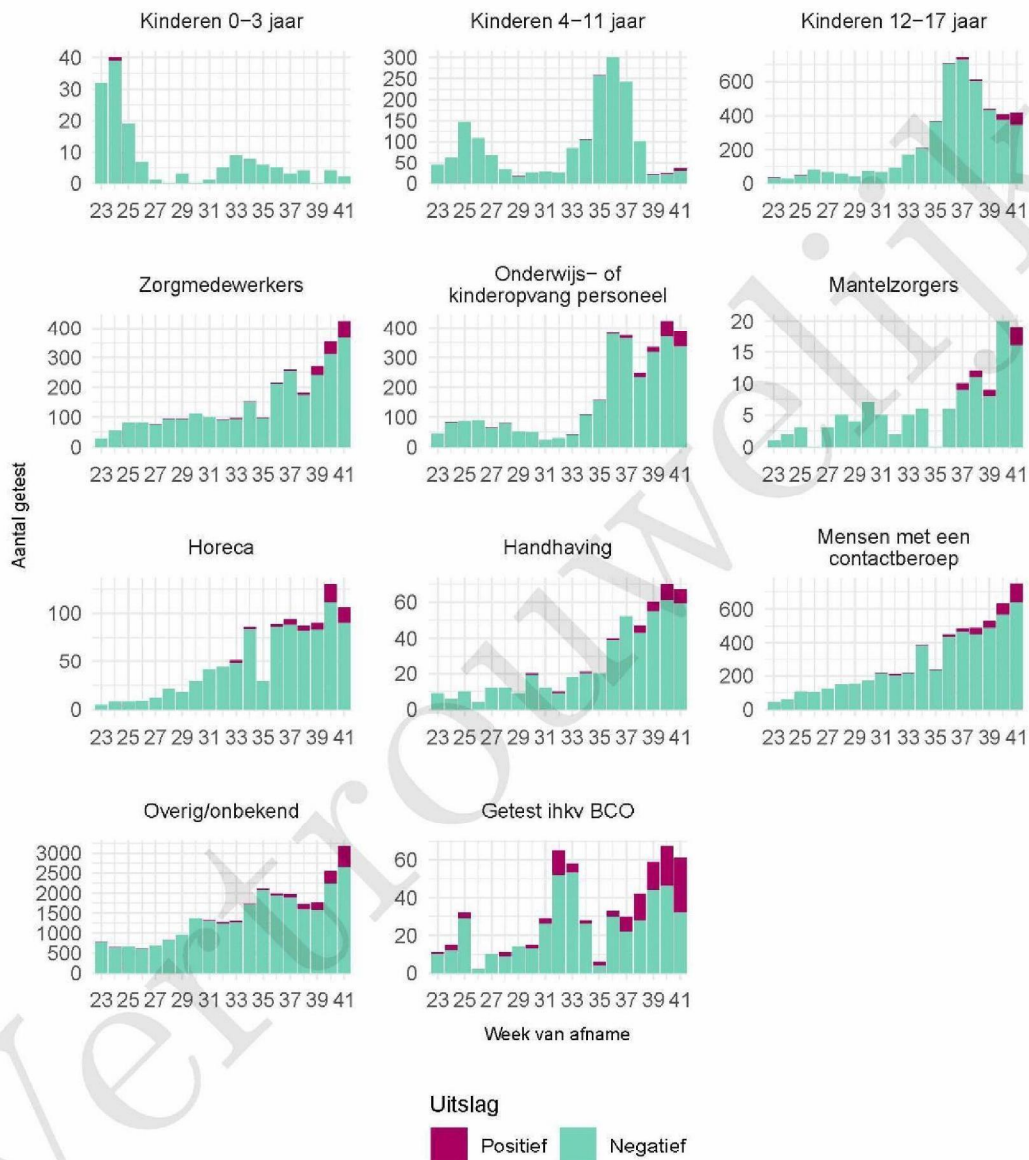 Kinderen 0−3 jaar
40
30
20
10
0
23 25 27 29 31 33 35 37 39 41
Kinderen 4−11 jaar
300
250
200
150
100
50
0
23 25 27 29 31 33 35 37 39 41
Kinderen 12−17 jaar
600
400
200
0
23 25 27 29 31 33 35 37 39 41
Zorgmedewerkers
400
300
200
100
0
23 25 27 29 31 33 35 37 39 41
Onderwijs− of
kinderopvang personeel
400
300
200
100
0
23 25 27 29 31 33 35 37 39 41
Mantelzorgers
20
15
10
5
0
23 25 27 29 31 33 35 37 39 41
Aantal getest
Horeca
100
50
0
23 25 27 29 31 33 35 37 39 41
Handhaving
60
40
20
0
23 25 27 29 31 33 35 37 39 41
Mensen met een
contactberoep
600
400
200
0
23 25 27 29 31 33 35 37 39 41
Overig/onbekend
3000
2500
2000
1500
1000
500
0
23 25 27 29 31 33 35 37 39 41
Getest ihkv BCO
60
40
20
0
23 25 27 29 31 33 35 37 39 41
Week van afname
Uitslag
Positief Negatief
Vertrouwelijk